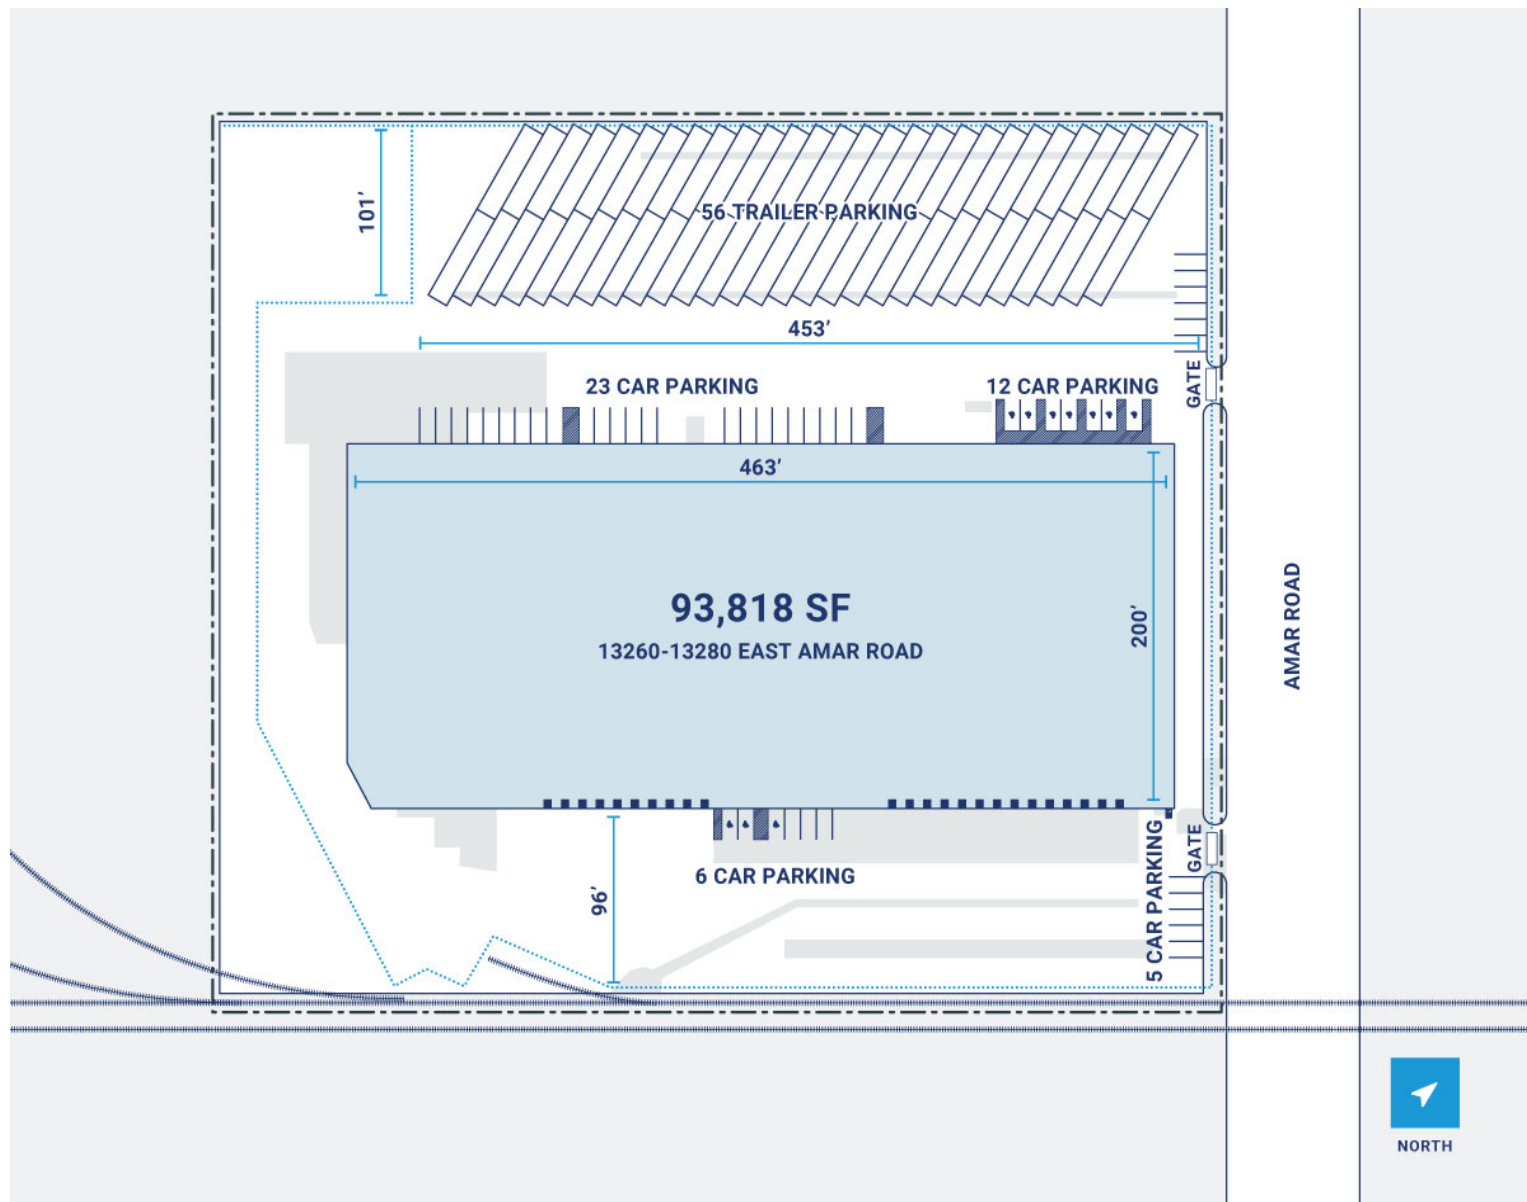 101’
56 TRAILER PARKING
453’
23 CAR PARKING
12 CAR PARKING
GATE
463’
93,818 SF
13260-13280 EAST AMAR ROAD
200’
AMAR ROAD
96’
6 CAR PARKING
5 CAR PARKING
GATE
NORTH